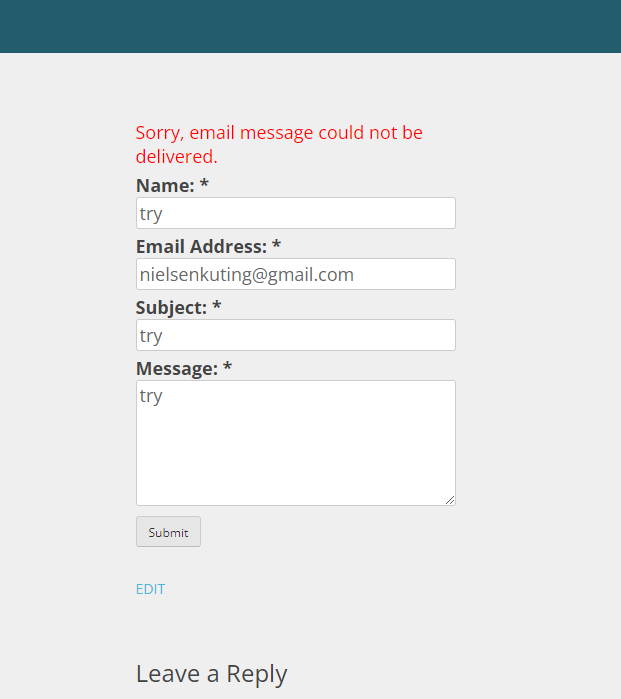 Sorry, email message could not be
delivered.
Name: *
try
Email Address: *
nielsenkuting@gmail.com
Subject: *
try
Message: *
try
Submit
EDIT
Leave a Reply